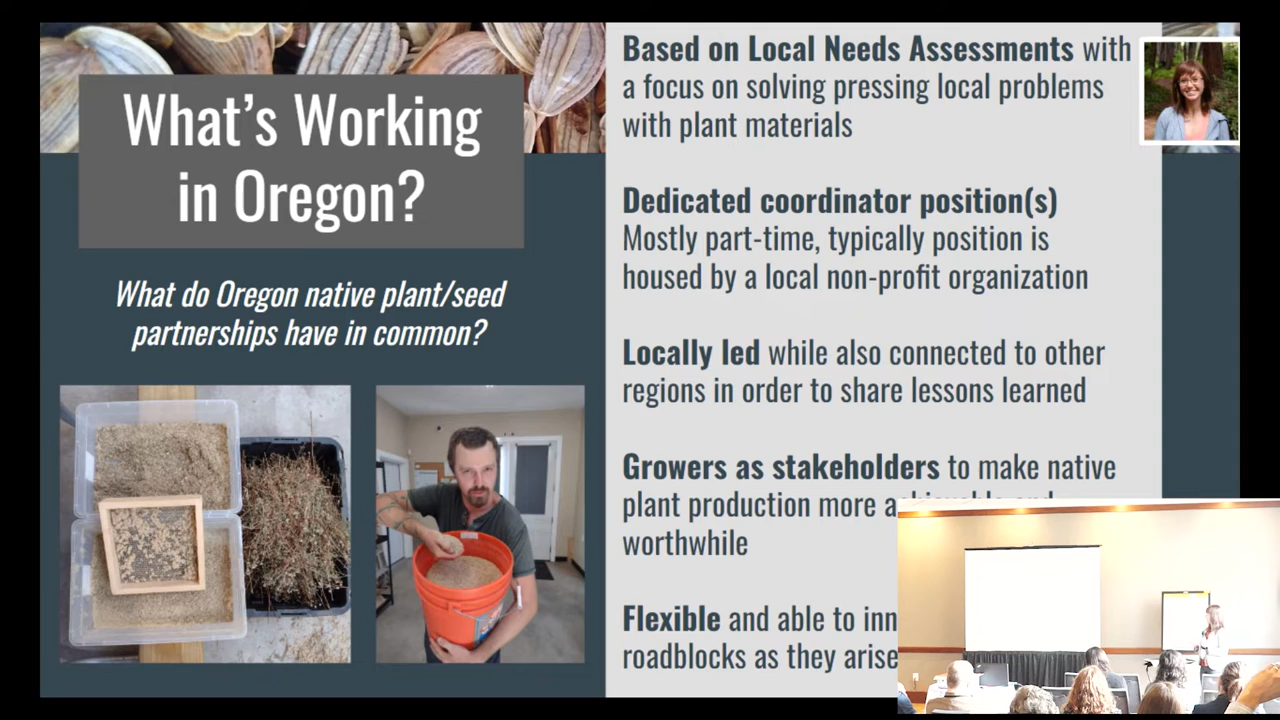 What's Working
in Oregon?
What do Oregon native plant/seed
partnerships have in common?
Based on Local Needs Assessments with
a focus on solving pressing local problems
with plant materials
Dedicated coordinator position(s)
Mostly part-time, typically position is
housed by a local non-profit organization
Locally led while also connected to other
regions in order to share lessons learned
Growers as stakeholders to make native
plant production more achievable and
worthwhile
Flexible and able to
roadblocks as they arise